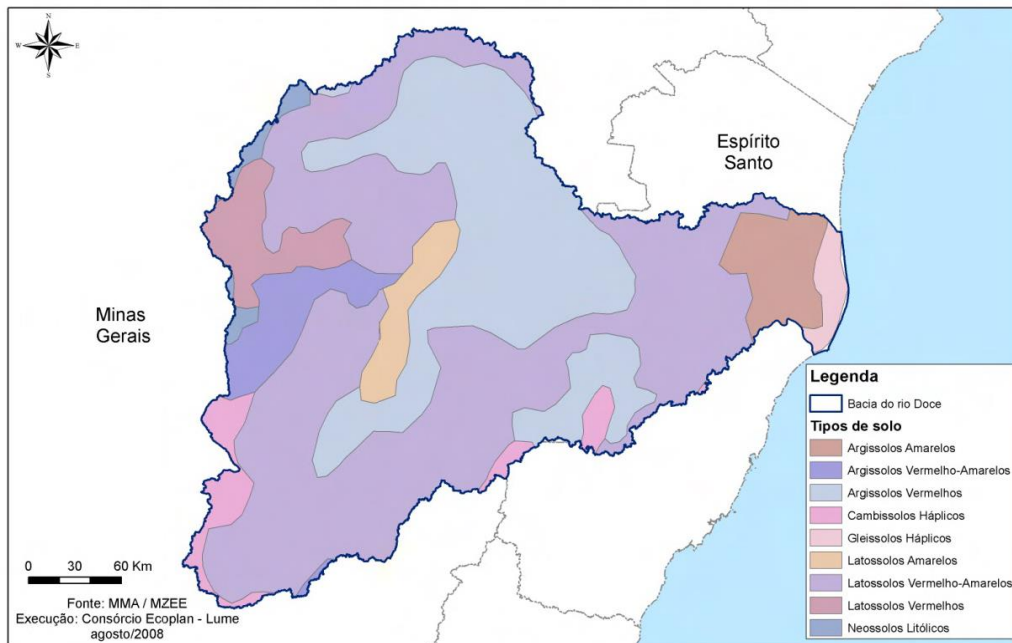 N
W
E
S
Espírito
Santo
Minas
Gerais
Legenda
Bacia do rio Doce
Tipos de solo
Argissolos Amarelos
Argissolos Vermelho-Amarelos
Argissolos Vermelhos
Cambissolos Háplicos
Gleissolos Háplicos
Latossolos Amarelos
Latossolos Vermelho-Amarelos
Latossolos Vermelhos
Neossolos Litólicos
0 30 60 Km
Fonte: MMA / MZEE
Execução: Consórcio Ecoplan - Lume
agosto/2008